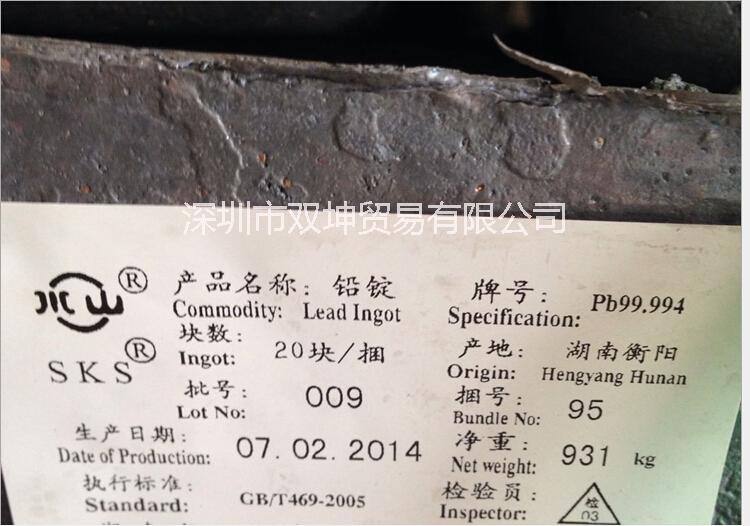 深圳市双坤贸易有限公司
水山®
SKS®
产品名称: 铅锭
Commodity: Lead Ingot
牌号:
Specification: Pb99.994
块数:
Ingot: 20块/捆
产地: 湖南衡阳
Origin: Hengyang Hunan
批号:
Lot No: 009
捆号:
Bundle No: 95
生产日期:
Date of Production: 07.02.2014
净重:
Net weight: 931 kg
执行标准:
Standard: GB/T469-2005
检验员:
Inspector:
检
03